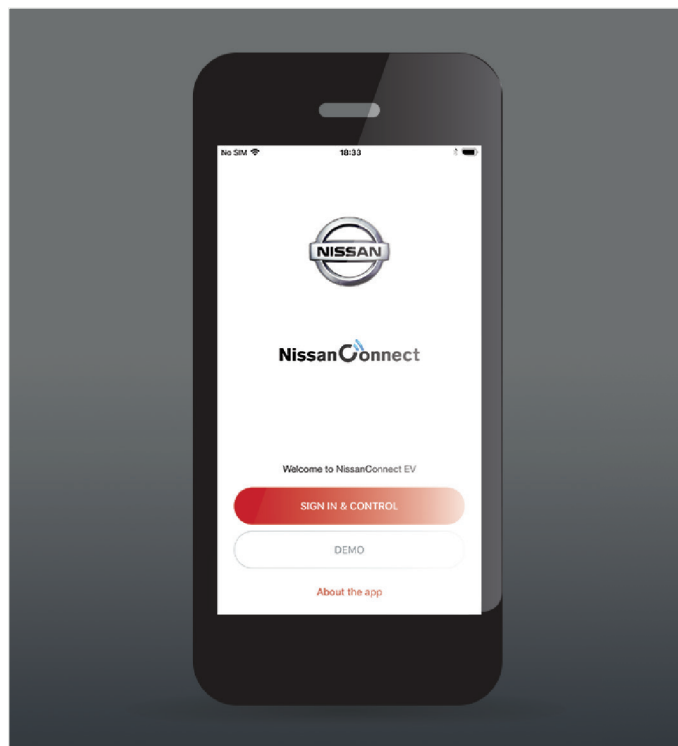 No SIM
18:33
NISSAN
NissanConnect
Welcome to NissanConnect EV
SIGN IN & CONTROL
DEMO
About the app